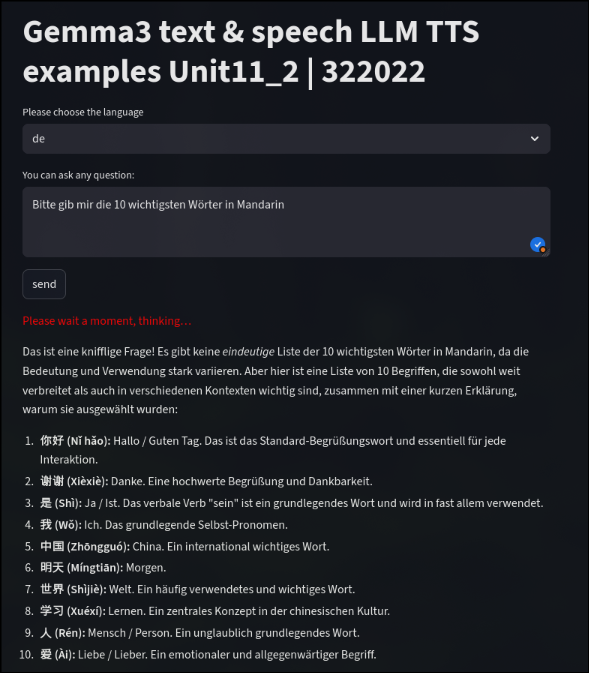 Gemma3 text & speech LLM TTS
examples Unit11_2 | 322022
Please choose the language
de
You can ask any question:
Bitte gib mir die 10 wichtigsten Wörter in Mandarin
send
Please wait a moment, thinking...
Das ist eine knifflige Frage! Es gibt keine eindeutige Liste der 10 wichtigsten Wörter in Mandarin, da die
Bedeutung und Verwendung stark variieren. Aber hier ist eine Liste von 10 Begriffen, die sowohl weit
verbreitet als auch in verschiedenen Kontexten wichtig sind, zusammen mit einer kurzen Erklärung,
warum sie ausgewählt wurden:
1. 你好 (Nǐ hǎo): Hallo / Guten Tag. Das ist das Standard-Begrüßungswort und essentiell für jede
Interaktion.
2. 谢谢 (Xièxiè): Danke. Eine hochwerte Begrüßung und Dankbarkeit.
3. 是 (Shì): Ja / Ist. Das verbale Verb "sein" ist ein grundlegendes Wort und wird in fast allem verwendet.
4. 我 (Wǒ): Ich. Das grundlegende Selbst-Pronomen.
5. 中国 (Zhōngguó): China. Ein international wichtiges Wort.
6. 明天 (Míngtiān): Morgen.
7. 世界 (Shìjiè): Welt. Ein häufig verwendetes und wichtiges Wort.
8. 学习 (Xuéxí): Lernen. Ein zentrales Konzept in der chinesischen Kultur.
9. 人 (Rén): Mensch / Person. Ein unglaublich grundlegendes Wort.
10. 爱 (Ài): Liebe / Lieber. Ein emotionaler und allgegenwärtiger Begriff.